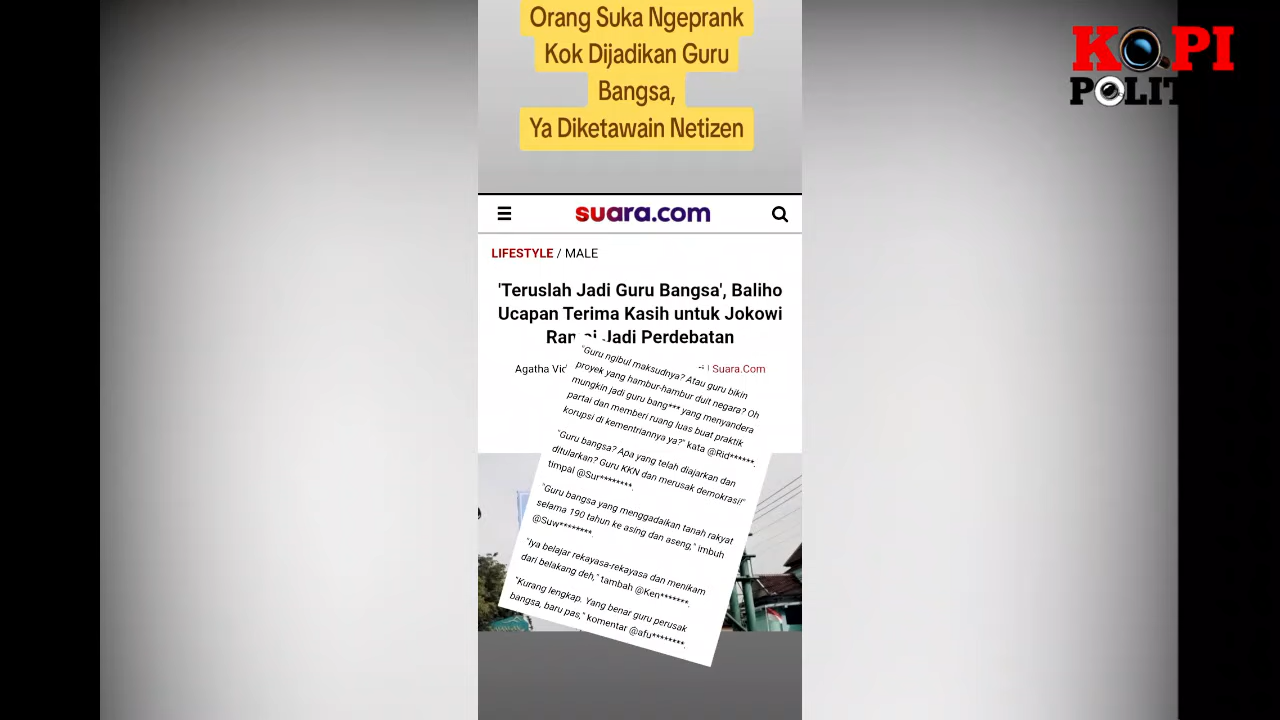 Orang Suka Ngeprank
Kok Dijadikan Guru
Bangsa,
Ya Diketawain Netizen
KOPI
POLIT
suara.com
LIFESTYLE / MALE
'Teruslah Jadi Guru Bangsa', Baliho
Ucapan Terima Kasih untuk Jokowi
Jadi Perdebatan
Agatha | Suara.Com
"Guru ngibul maksudnya? Atau guru bikin
proyek yang hambur-hambur duit negara? Oh
mungkin jadi guru bang*** yang menyandera
partai dan memberi ruang luas buat praktik
korupsi di kementriannya ya?" kata @Rid******.
"Guru bangsa? Apa yang telah diajarkan dan
ditularkan? Guru KKN dan merusak demokrasi!"
timpal @Sur********.
"Guru bangsa yang menggadaikan tanah rakyat
selama 190 tahun ke asing dan aseng," imbuh
@Suw********.
"Iya belajar rekayasa-rekayasa dan menikam
dari belakang deh," tambah @Ken*******.
"Kurang lengkap. Yang benar guru perusak
bangsa, baru pas," komentar @afu********.